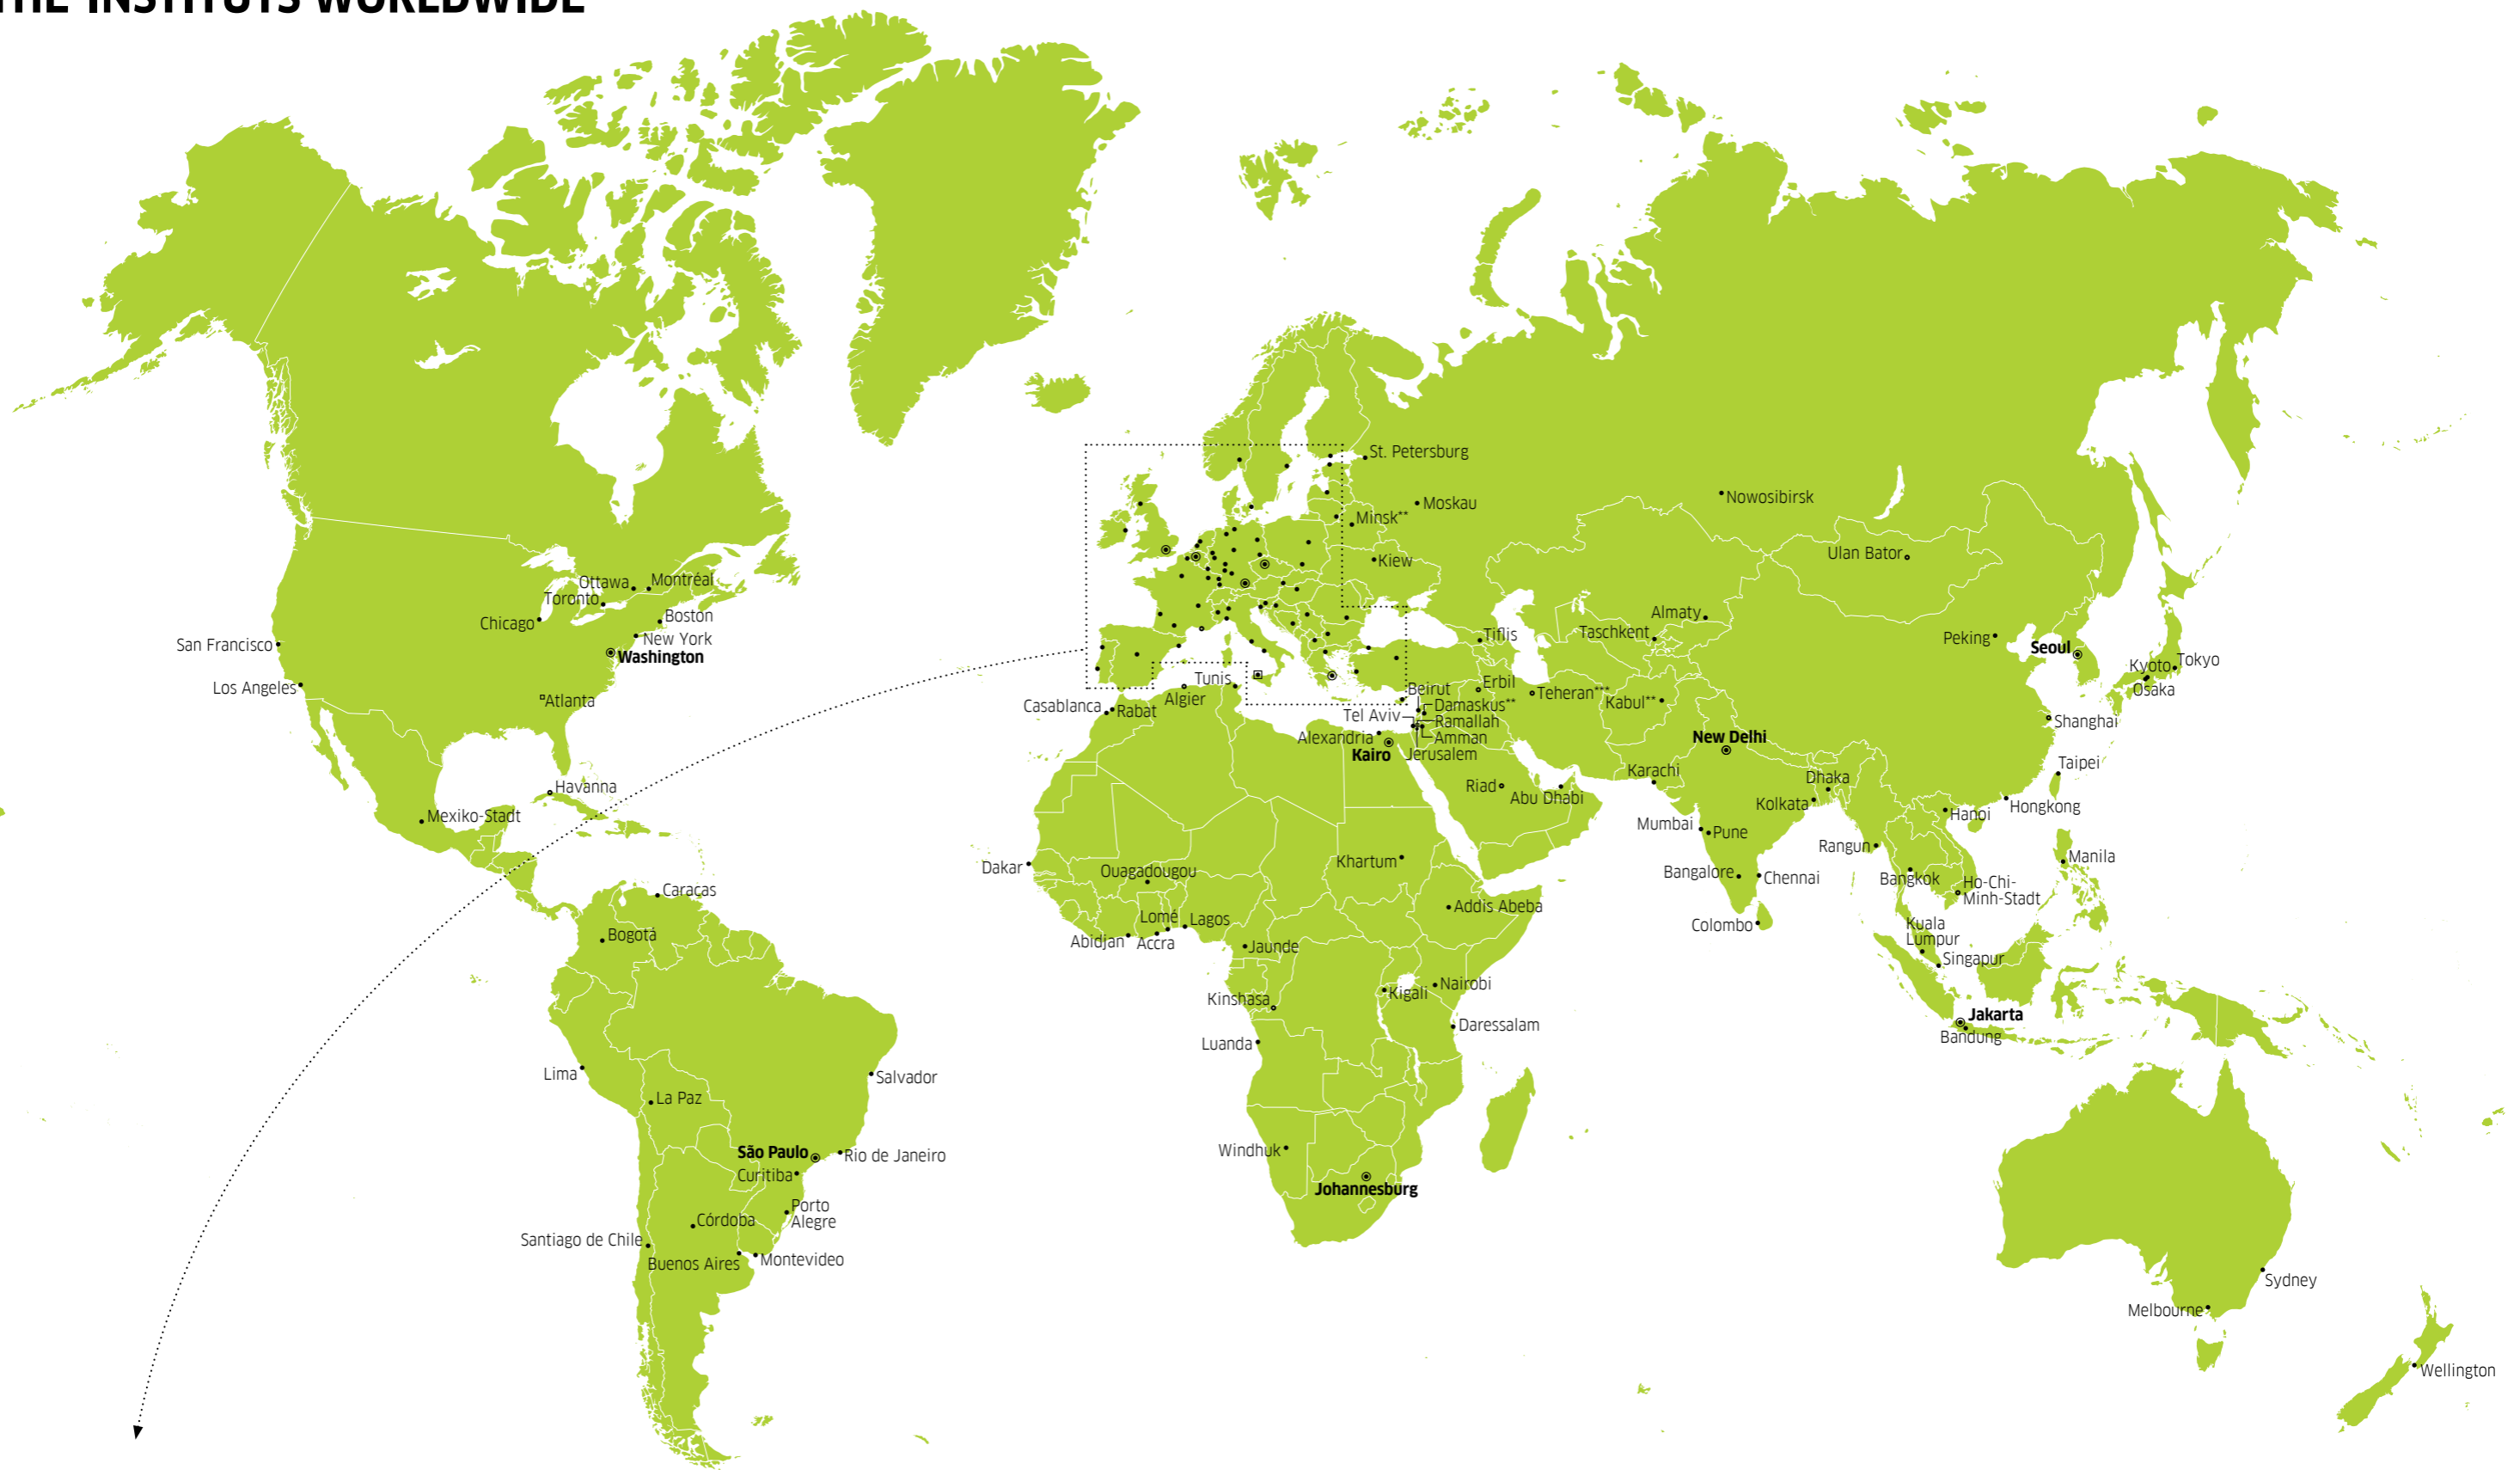 THE-INSTITUTS WORLDWIDE
St. Petersburg
Moskau
Minsk**
Kiew
Nowosibirsk
Ulan Bator
Ottawa
Montréal
Toronto
Boston
Chicago
New York
Washington
San Francisco
Los Angeles
Atlanta
Almaty
Taschkent
Tiflis
Peking
Seoul
Kyoto
Tokyo
Osaka
Tunis
Algier
Casablanca
Rabat
Beirut
Erbil
Teheran***
Kabul**
Damaskus**
Tel Aviv
Ramallah
Alexandria
Amman
Kairo
Jerusalem
New Delhi
Shanghai
Taipei
Karachi
Dhaka
Riad
Abu Dhabi
Kolkata
Hanoi
Hongkong
Havanna
Mexiko-Stadt
Mumbai
Pune
Rangun
Manila
Dakar
Ouagadougou
Khartum
Bangalore
Chennai
Bangkok
Ho-Chi-
Minh-Stadt
Caracas
Bogotá
Lomé
Lagos
Abidjan
Accra
Addis Abeba
Colombo
Kuala
Lumpur
Singapur
Jaunde
Kinshasa
Kigali
Nairobi
Daressalam
Luanda
Jakarta
Bandung
Lima
Salvador
La Paz
São Paulo
Rio de Janeiro
Curitiba
Windhuk
Johannesburg
Porto
Alegre
Córdoba
Santiago de Chile
Buenos Aires
Montevideo
Sydney
Melbourne
Wellington